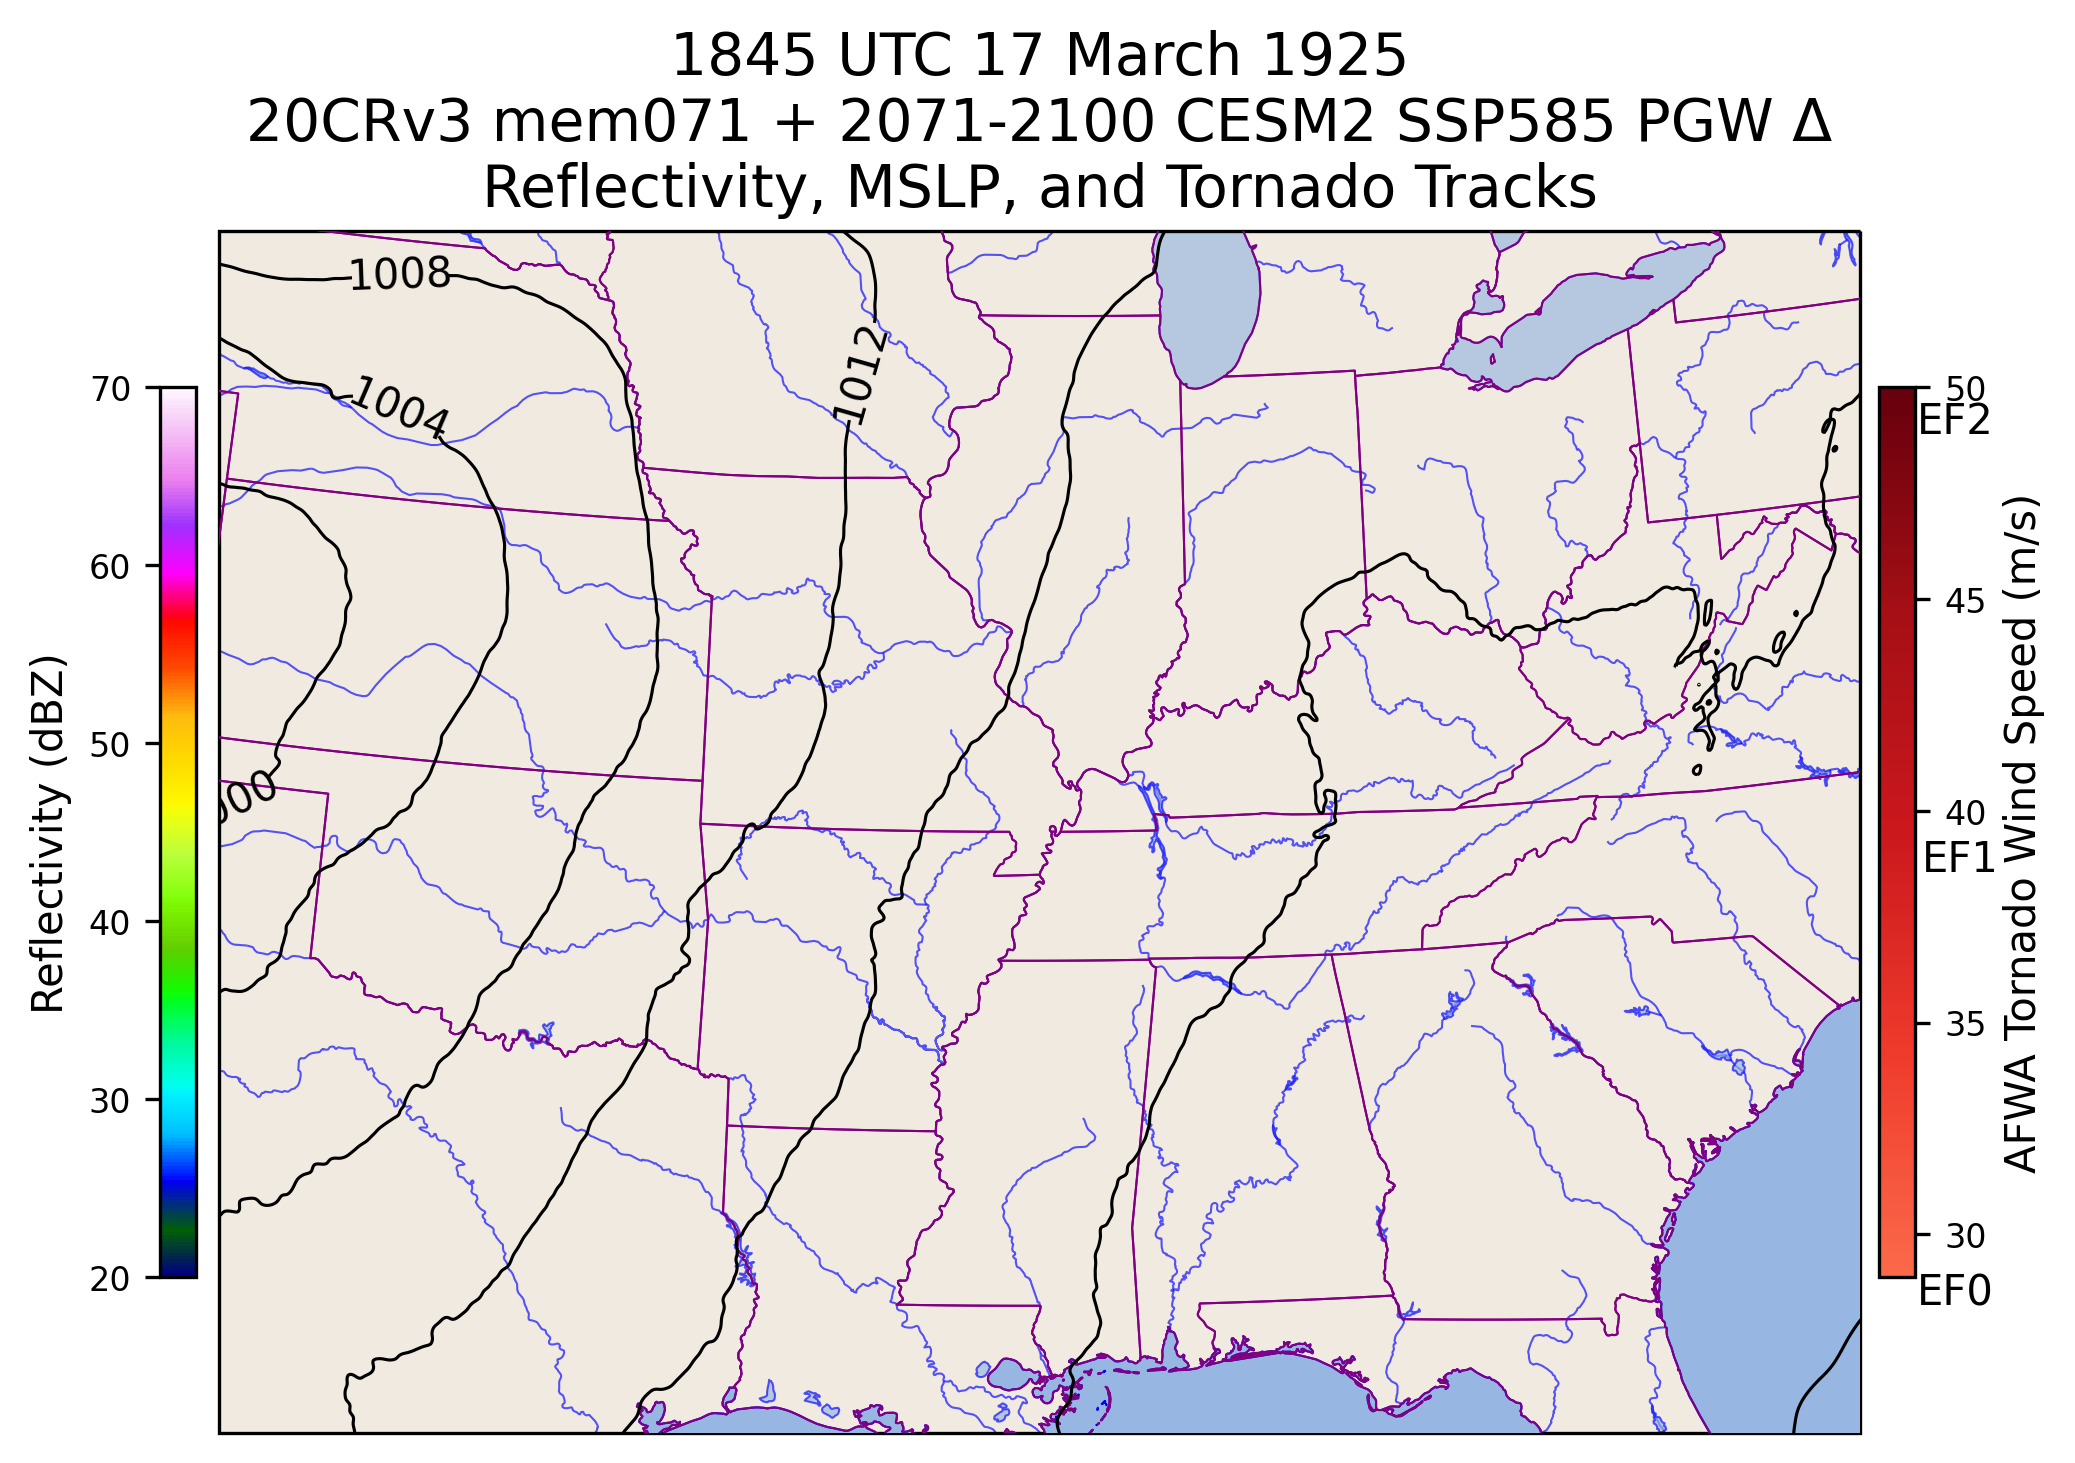 1845 UTC 17 March 1925
20CRv3 mem071 + 2071-2100 CESM2 SSP585 PGW Δ
Reflectivity, MSLP, and Tornado Tracks
1008
1012
1004
000
70
60
50
40
30
20
Reflectivity (dBZ)
50
EF2
45
40
EF1
35
30
EF0
AFWA Tornado Wind Speed (m/s)